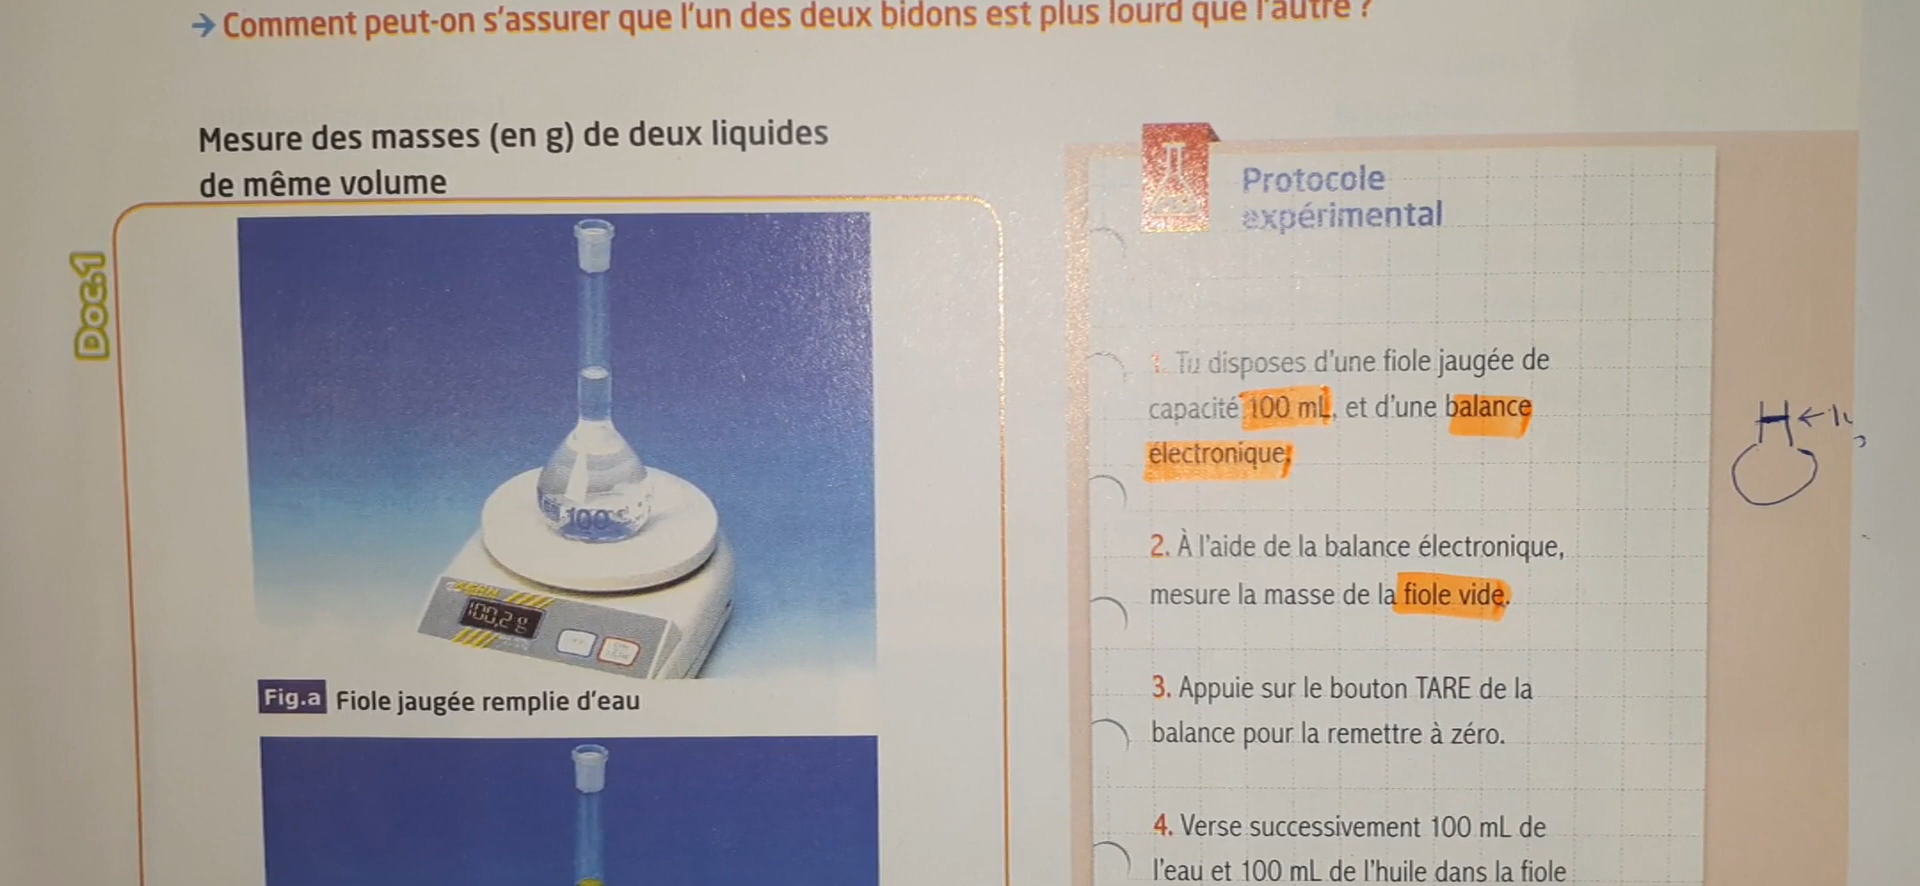 → Comment peut-on s'assurer que l'un des deux bidons est plus lourd que l'autre ?
Mesure des masses (en g) de deux liquides
de même volume
Doc.1
100
100,2 g
Fig.a Fiole jaugée remplie d'eau
Protocole
expérimental
1. Tu disposes d'une fiole jaugée de
capacité 100 mL, et d'une balance
électronique;
2. À l'aide de la balance électronique,
mesure la masse de la fiole vide.
3. Appuie sur le bouton TARE de la
balance pour la remettre à zéro.
4. Verse successivement 100 mL de
l'eau et 100 mL de l'huile dans la fiole